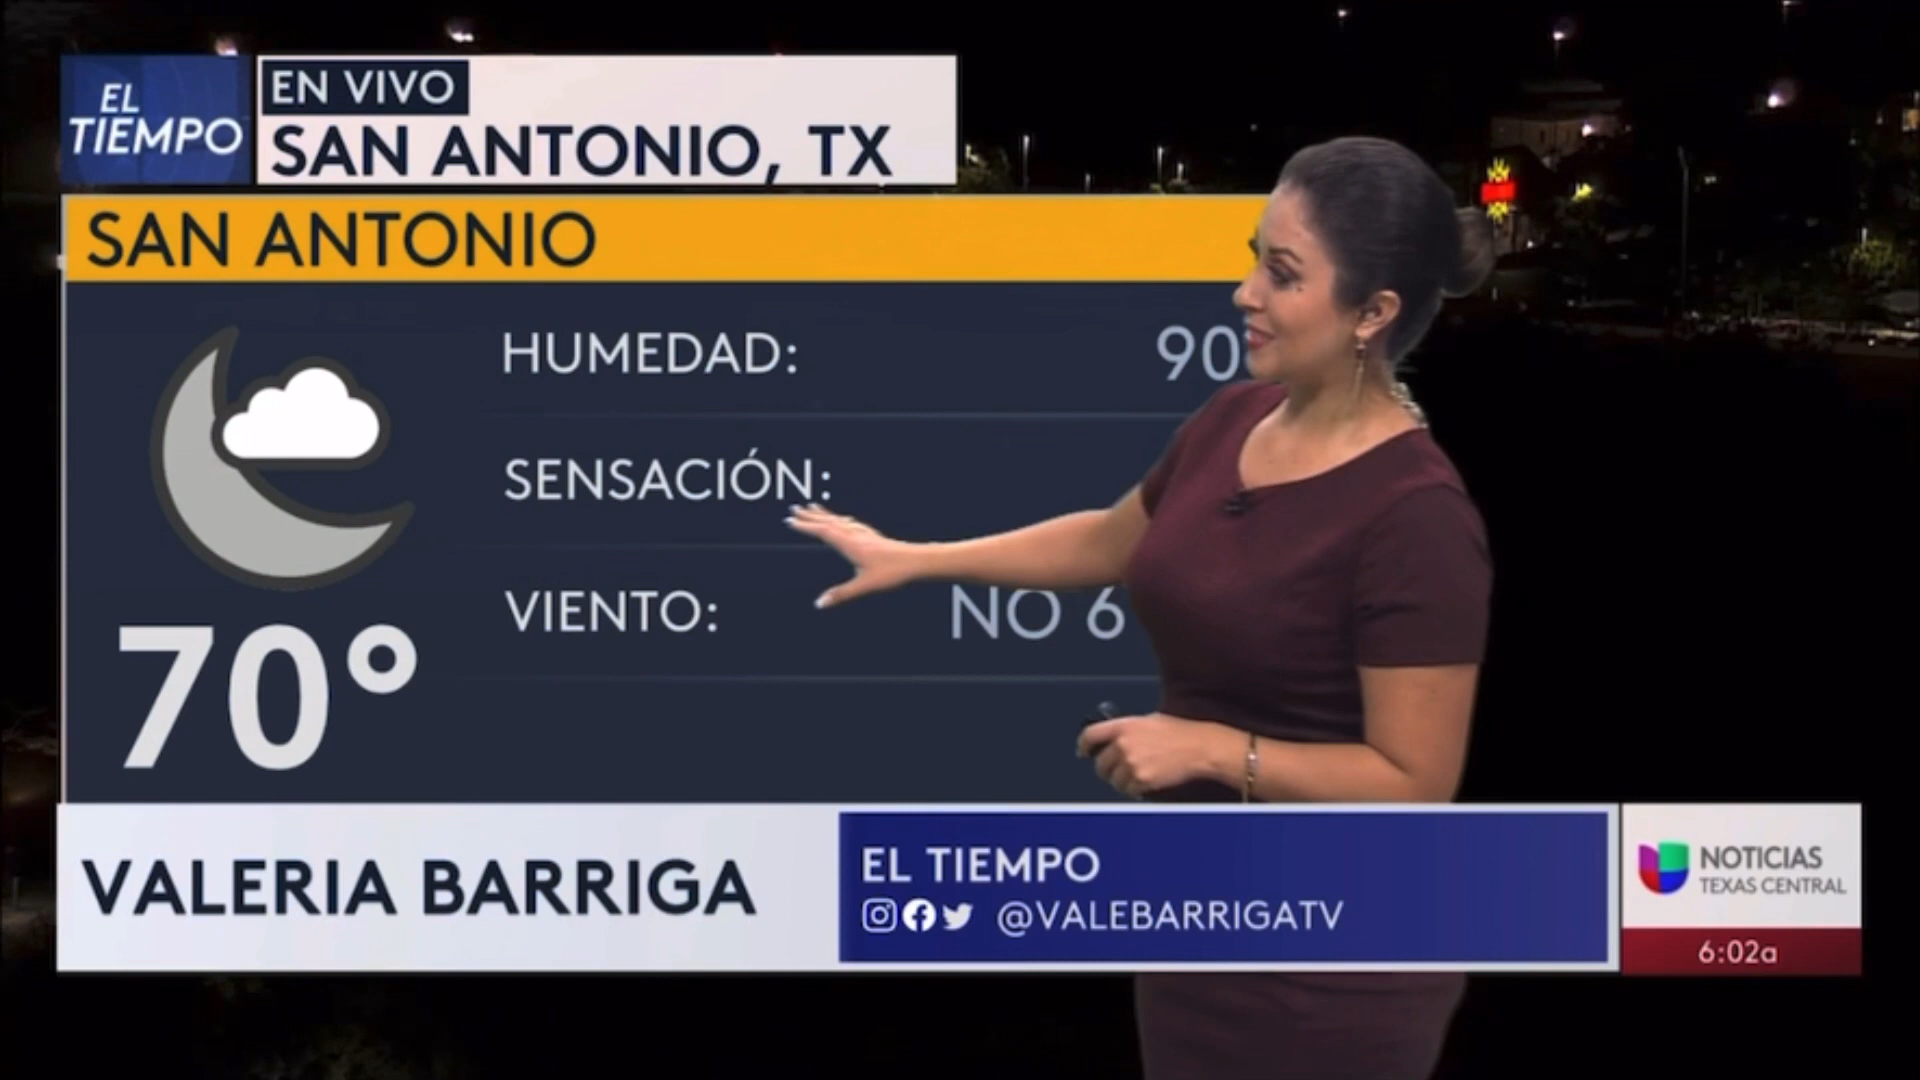 EL
TIEMPO
EN VIVO
SAN ANTONIO, TX
SAN ANTONIO
HUMEDAD: 90
SENSACIÓN:
VIENTO: NO 6
70°
VALERIA BARRIGA
EL TIEMPO
@VALEBARRIGATV
NOTICIAS
TEXAS CENTRAL
6:02a